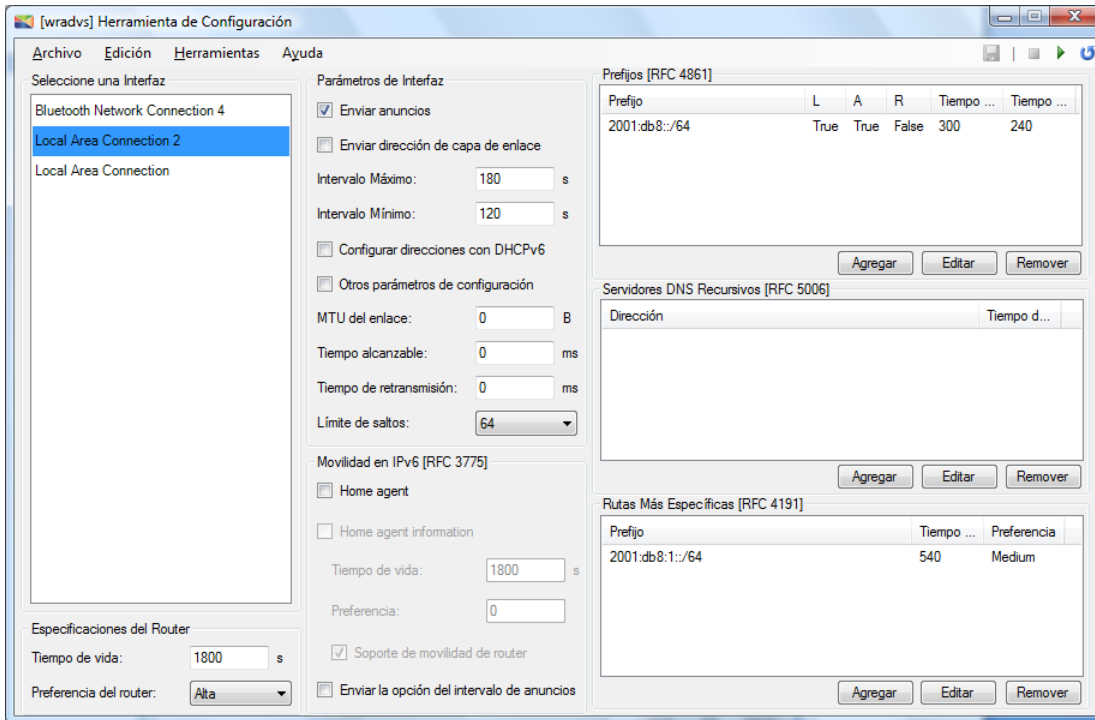 [wradvs] Herramienta de Configuración
Archivo Edición Herramientas Ayuda
Seleccione una Interfaz
Bluetooth Network Connection 4
Local Area Connection 2
Local Area Connection
Especificaciones del Router
Tiempo de vida: 1800 s
Preferencia del router: Alta
Parámetros de Interfaz
Enviar anuncios
Enviar dirección de capa de enlace
Intervalo Máximo: 180 s
Intervalo Mínimo: 120 s
Configurar direcciones con DHCPv6
Otros parámetros de configuración
MTU del enlace: 0 B
Tiempo alcanzable: 0 ms
Tiempo de retransmisión: 0 ms
Límite de saltos: 64
Movilidad en IPv6 [RFC 3775]
Home agent
Home agent information
Tiempo de vida: 1800 s
Preferencia: 0
Soporte de movilidad de router
Enviar la opción del intervalo de anuncios
Prefijos [RFC 4861]
Prefijo L A R Tiempo ... Tiempo ...
2001:db8::/64 True True False 300 240
Agregar Editar Remover
Servidores DNS Recursivos [RFC 5006]
Dirección Tiempo d...
Agregar Editar Remover
Rutas Más Específicas [RFC 4191]
Prefijo Tiempo ... Preferencia
2001:db8:1::/64 540 Medium
Agregar Editar Remover